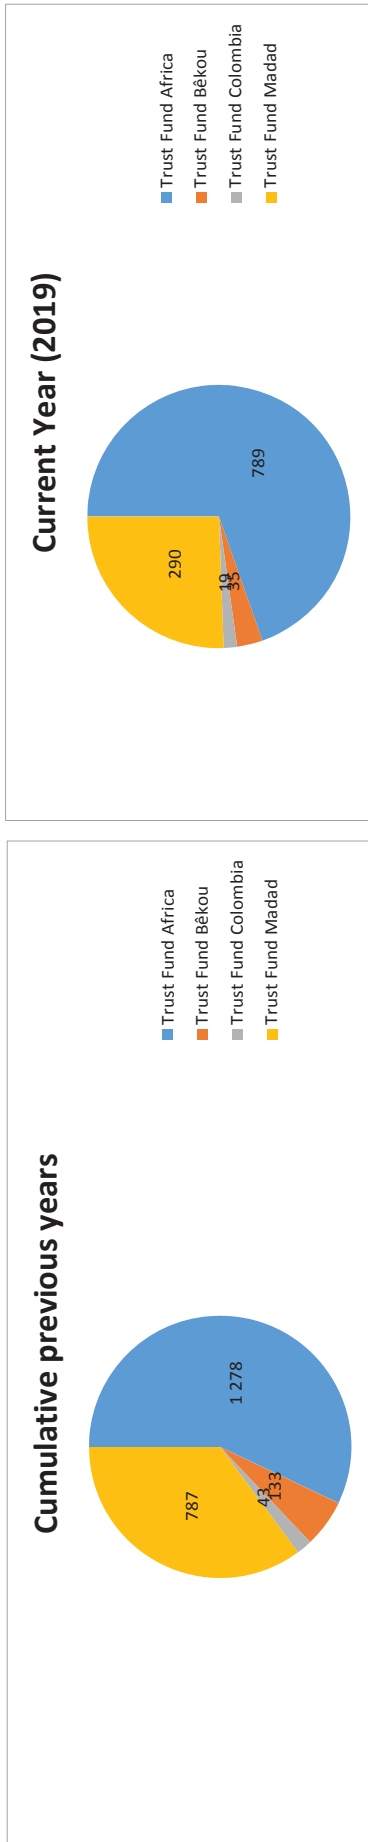 Cumulative previous years
787
1 278
43
133
Trust Fund Africa
Trust Fund Bêkou
Trust Fund Colombia
Trust Fund Madad
Current Year (2019)
290
789
19
35
Trust Fund Africa
Trust Fund Bêkou
Trust Fund Colombia
Trust Fund Madad